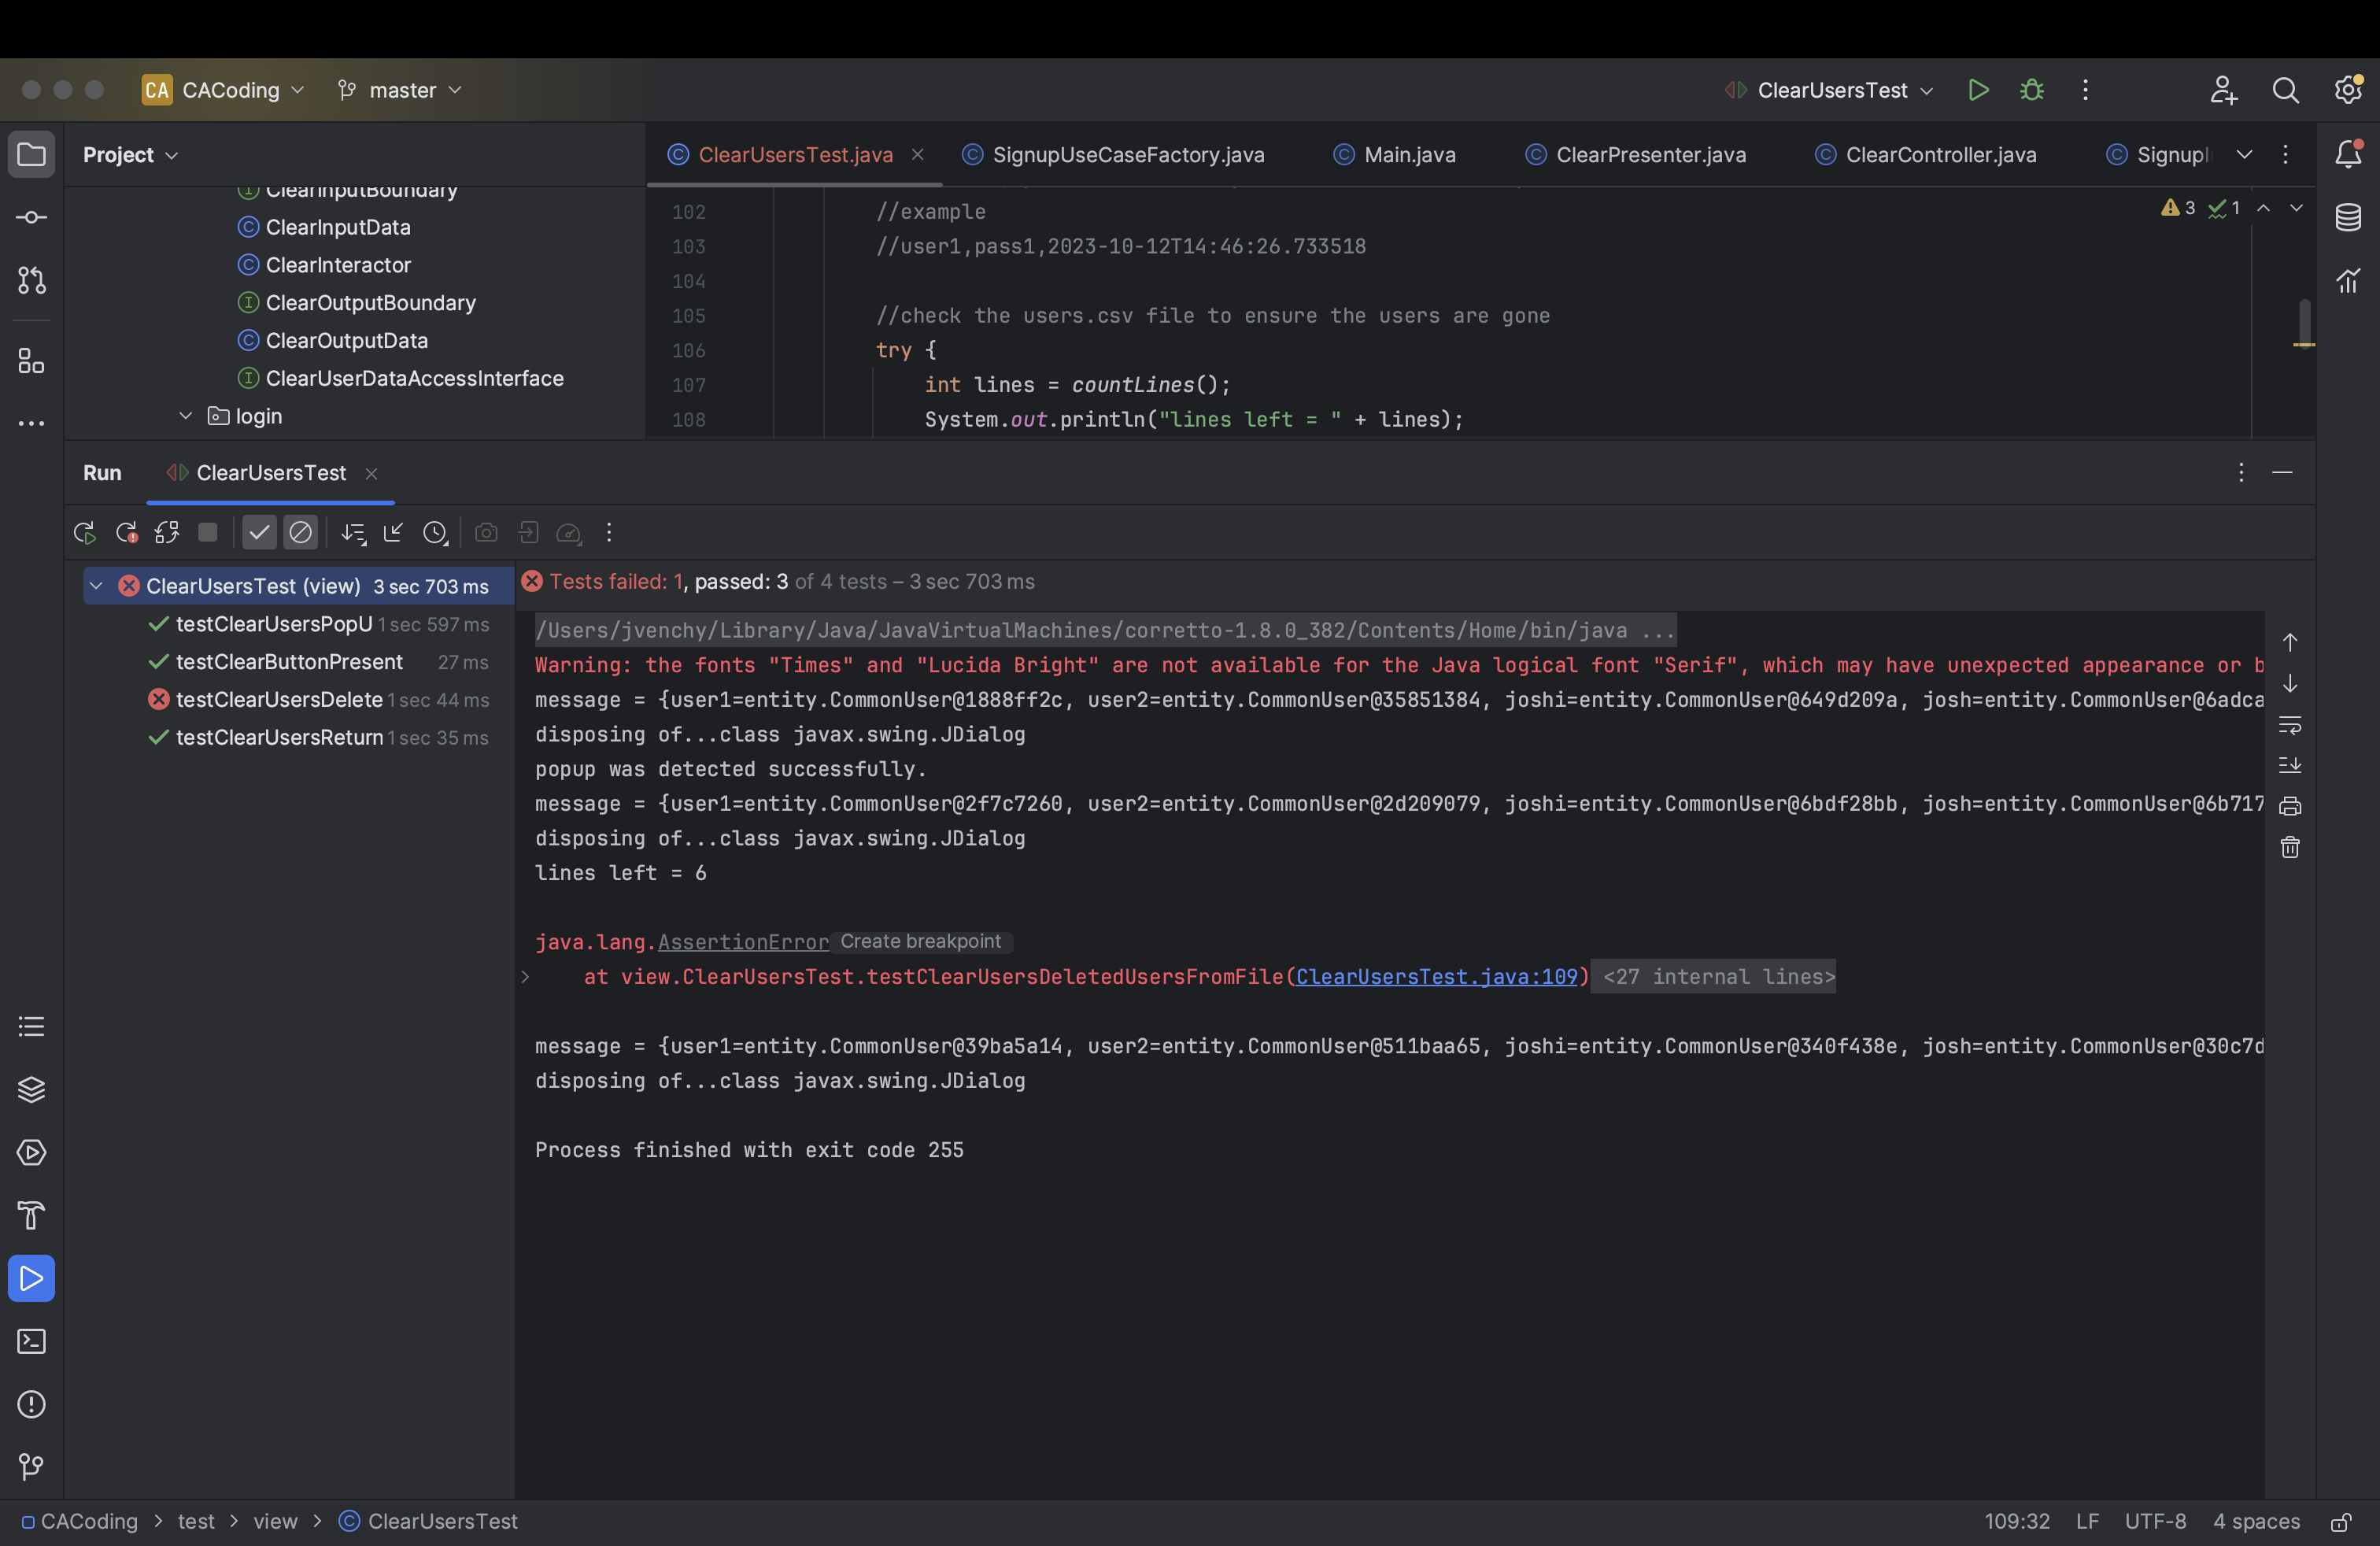 CA CACoding master ClearUsersTest
Project
ClearUsersTest.java SignupUseCaseFactory.java Main.java ClearPresenter.java ClearController.java
ClearInputBoundary
ClearInputData
ClearInteractor
ClearOutputBoundary
ClearOutputData
ClearUserDataAccessInterface
login
102 //example
103 //user1,pass1,2023-10-12T14:46:26.733518
104
105 //check the users.csv file to ensure the users are gone
106 try {
107 int lines = countLines();
108 System.out.println("lines left = " + lines);
3 1
Run ClearUsersTest
ClearUsersTest (view) 3 sec 703 ms
testClearUsersPopU 1 sec 597 ms
testClearButtonPresent 27 ms
testClearUsersDelete 1 sec 44 ms
testClearUsersReturn 1 sec 35 ms
Tests failed: 1, passed: 3 of 4 tests – 3 sec 703 ms
/Users/jvenchy/Library/Java/JavaVirtualMachines/corretto-1.8.0_382/Contents/Home/bin/java ...
Warning: the fonts "Times" and "Lucida Bright" are not available for the Java logical font "Serif", which may have unexpected appearance or b
message = {user1=entity.CommonUser@1888ff2c, user2=entity.CommonUser@35851384, joshi=entity.CommonUser@649d209a, josh=entity.CommonUser@6adca
disposing of...class javax.swing.JDialog
popup was detected successfully.
message = {user1=entity.CommonUser@2f7c7260, user2=entity.CommonUser@2d209079, joshi=entity.CommonUser@6bdf28bb, josh=entity.CommonUser@6b717
disposing of...class javax.swing.JDialog
lines left = 6
java.lang.AssertionError Create breakpoint
at view.ClearUsersTest.testClearUsersDeletedUsersFromFile(ClearUsersTest.java:109) <27 internal lines>
message = {user1=entity.CommonUser@39ba5a14, user2=entity.CommonUser@511baa65, joshi=entity.CommonUser@340f438e, josh=entity.CommonUser@30c7d
disposing of...class javax.swing.JDialog
Process finished with exit code 255
CACoding > test > view > ClearUsersTest
109:32 LF UTF-8 4 spaces